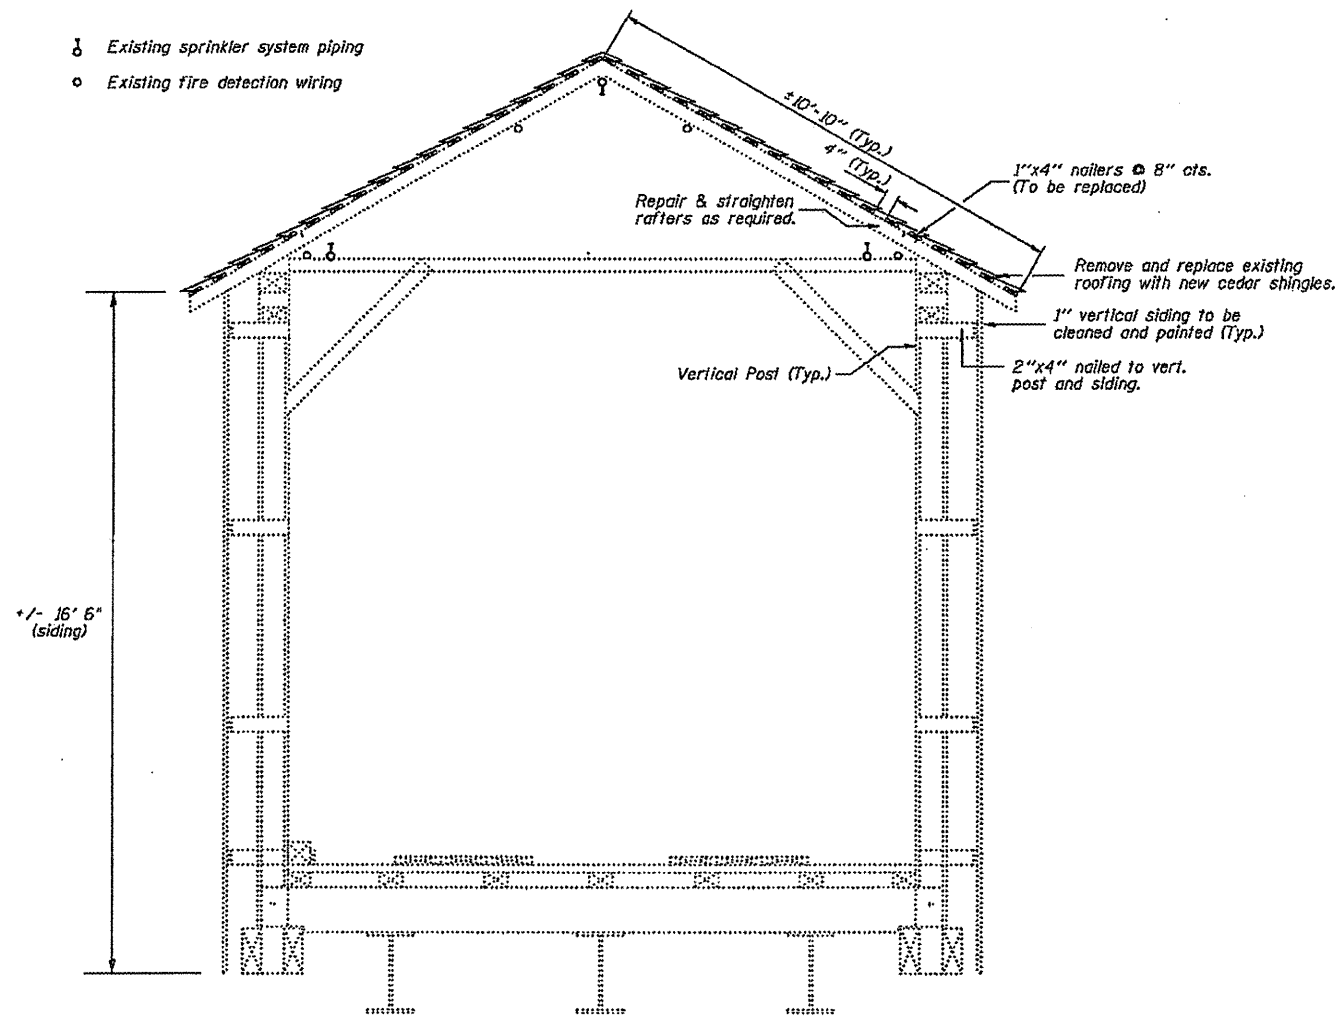 Existing sprinkler system piping
Existing fire detection wiring
±10'-10" (Typ.)
4" (Typ.)
1"x4" nailers @ 8" cts.
(To be replaced)
Repair & straighten
rafters as required.
Remove and replace existing
roofing with new cedar shingles.
1" vertical siding to be
cleaned and painted (Typ.)
Vertical Post (Typ.)
2"x4" nailed to vert.
post and siding.
+/- 16' 6"
(siding)